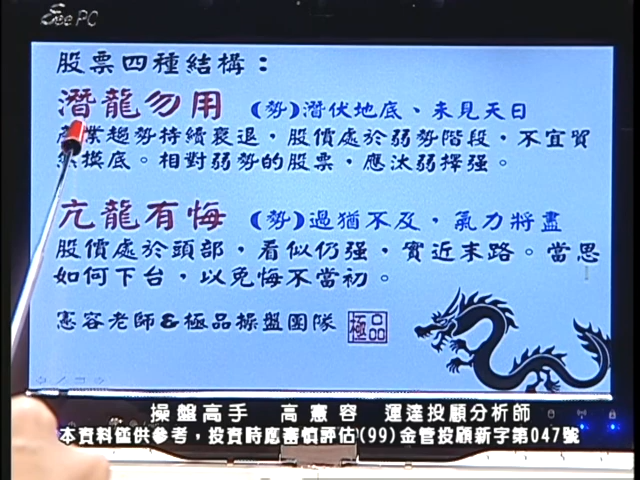 Eee PC
股票四種結構：
潛龍勿用 (勢)潛伏地底、未見天日
產業趨勢持續衰退，股價處於弱勢階段，不宜貿
然摸底。相對弱勢的股票，應汰弱擇强。
亢龍有悔 (勢)過猶不及，氣力將盡
股價處於頭部，看似仍强，實近末路。當思
如何下台，以免悔不當初。
高憲容老師&極品操盤團隊 極品
操盤高手 高憲容 運達投顧分析師
本資料僅供參考，投資時應審慎評估(99)金管投顧新字第047號